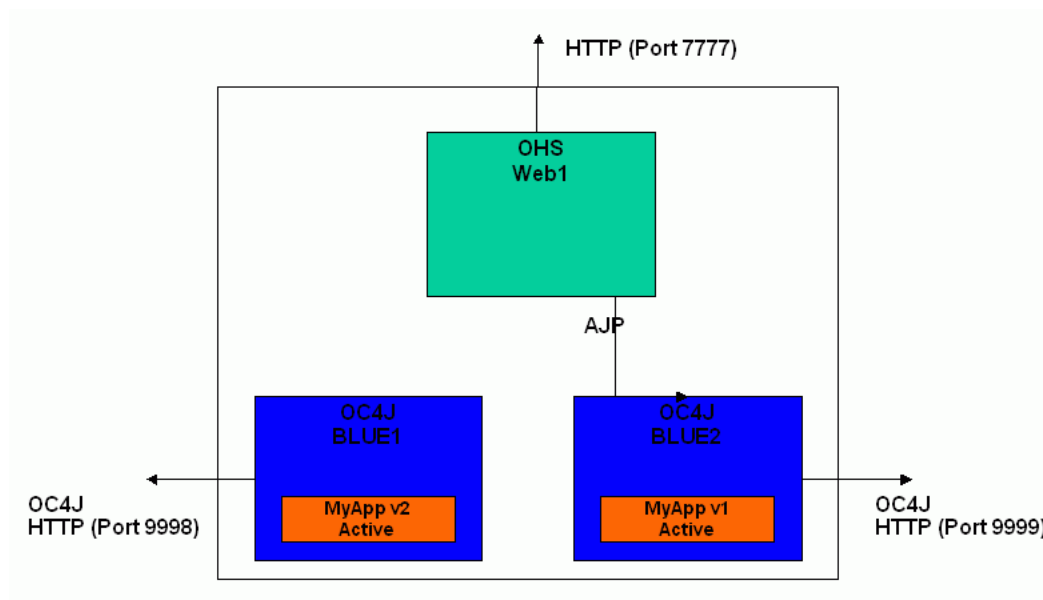 HTTP (Port 7777)
OHS
Web1
AJP
OC4J
BLUE1
OC4J
BLUE2
OC4J
HTTP (Port 9998)
MyApp v2
Active
MyApp v1
Active
OC4J
HTTP (Port 9999)